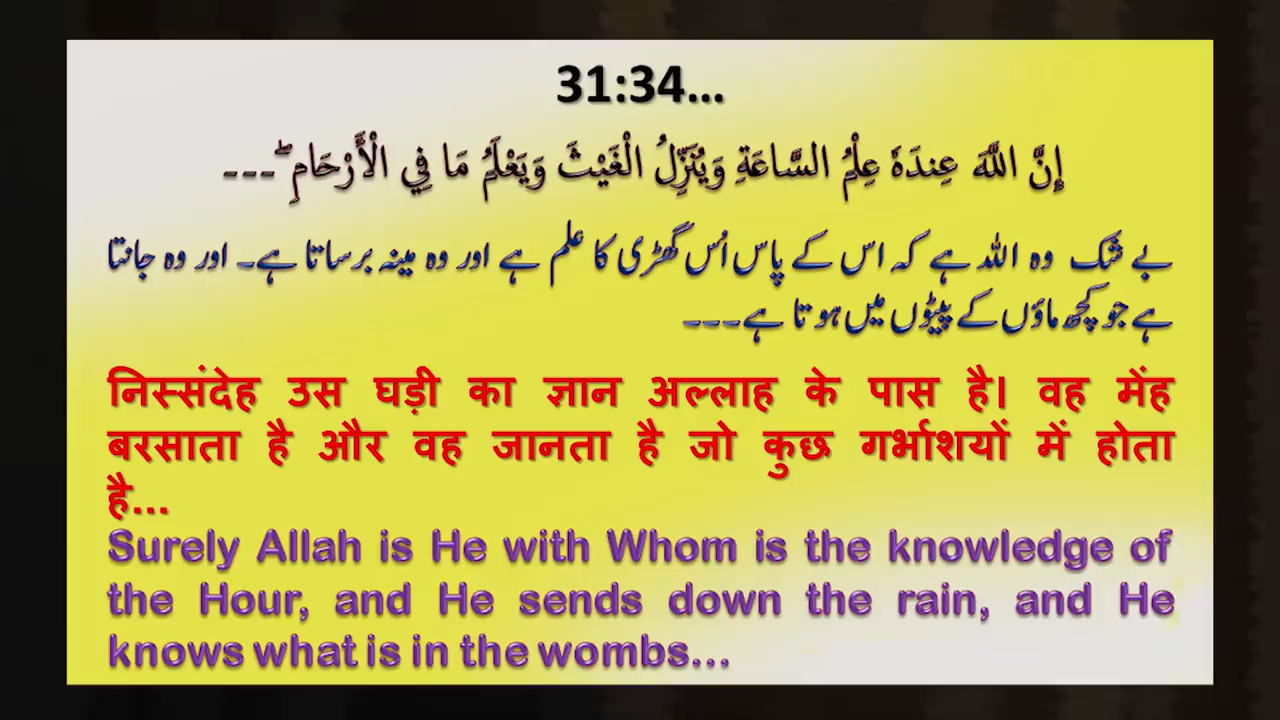 31:34...
إِنَّ اللَّهَ عِندَهُ عِلْمُ السَّاعَةِ وَيُنَزِّلُ الْغَيْثَ وَيَعْلَمُ مَا فِي الْأَرْحَامِ ۖ ۔۔۔
بے شک وہ اللہ ہے کہ اس کے پاس اُس گھڑی کا علم ہے اور وہ مینہ برساتا ہے۔ اور وہ جانتا
ہے جو کچھ ماؤں کے پیٹوں میں ہوتا ہے۔۔۔
निस्संदेह उस घड़ी का ज्ञान अल्लाह के पास है। वह मेंह
बरसाता है और वह जानता है जो कुछ गर्भाशयों में होता
है...
Surely Allah is He with Whom is the knowledge of
the Hour, and He sends down the rain, and He
knows what is in the wombs...